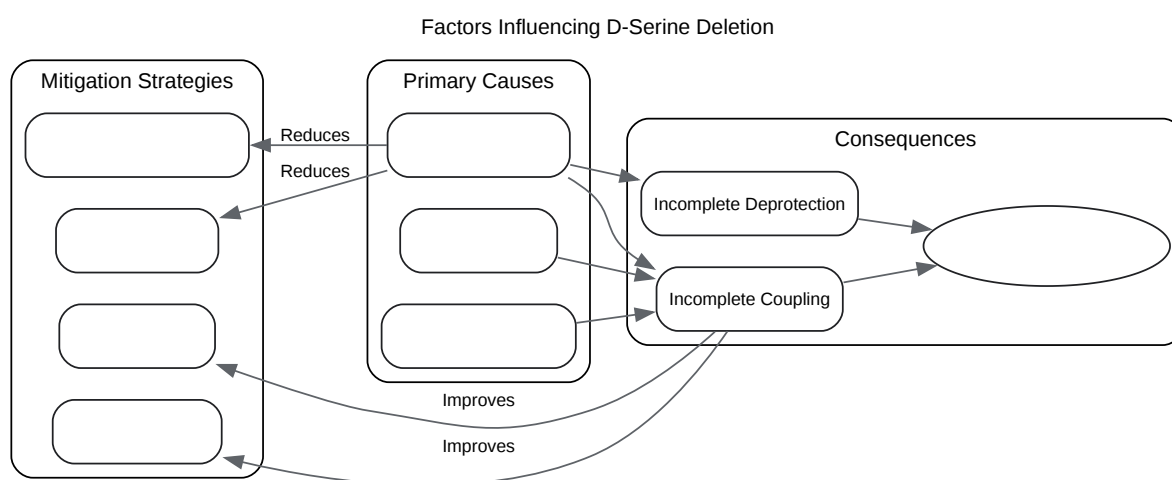 Factors Influencing D-Serine Deletion
Mitigation Strategies
Primary Causes
Consequences
Reduces
Reduces
Incomplete Deprotection
Incomplete Coupling
Improves
Improves